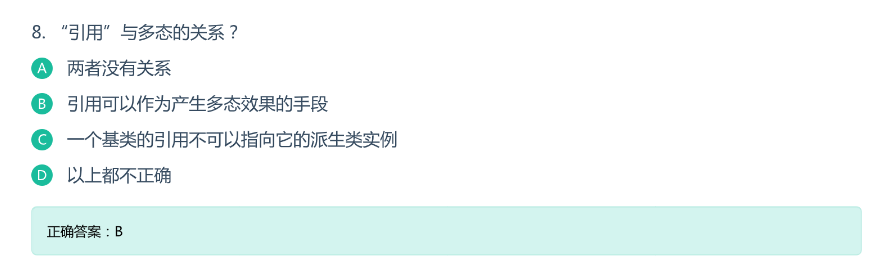 8. “引用”与多态的关系？
A 两者没有关系
B 引用可以作为产生多态效果的手段
C 一个基类的引用不可以指向它的派生类实例
D 以上都不正确
正确答案：B